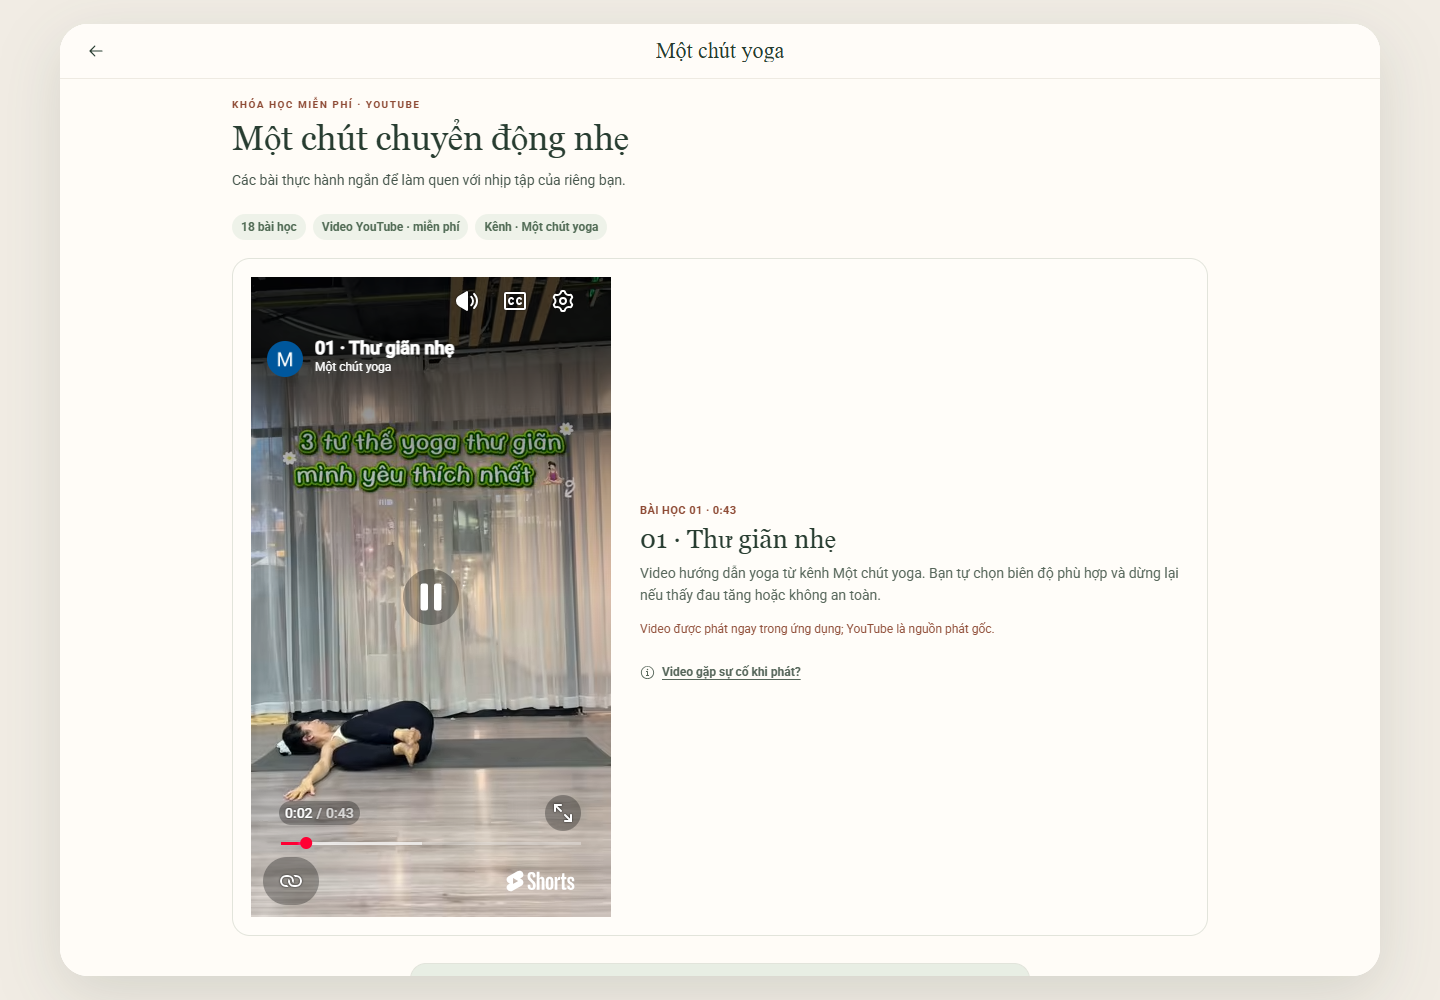 Một chút yoga
KHÓA HỌC MIỄN PHÍ · YOUTUBE
Một chút chuyển động nhẹ
Các bài thực hành ngắn để làm quen với nhịp tập của riêng bạn.
18 bài học
Video YouTube · miễn phí
Kênh · Một chút yoga
CC
M
01 · Thư giãn nhẹ
Một chút yoga
3 tư thế yoga thư giãn
mình yêu thích nhất
0:02 / 0:43
Shorts
BÀI HỌC 01 · 0:43
01 · Thư giãn nhẹ
Video hướng dẫn yoga từ kênh Một chút yoga. Bạn tự chọn biên độ phù hợp và dừng lại
nếu thấy đau tăng hoặc không an toàn.
Video được phát ngay trong ứng dụng; YouTube là nguồn phát gốc.
Video gặp sự cố khi phát?